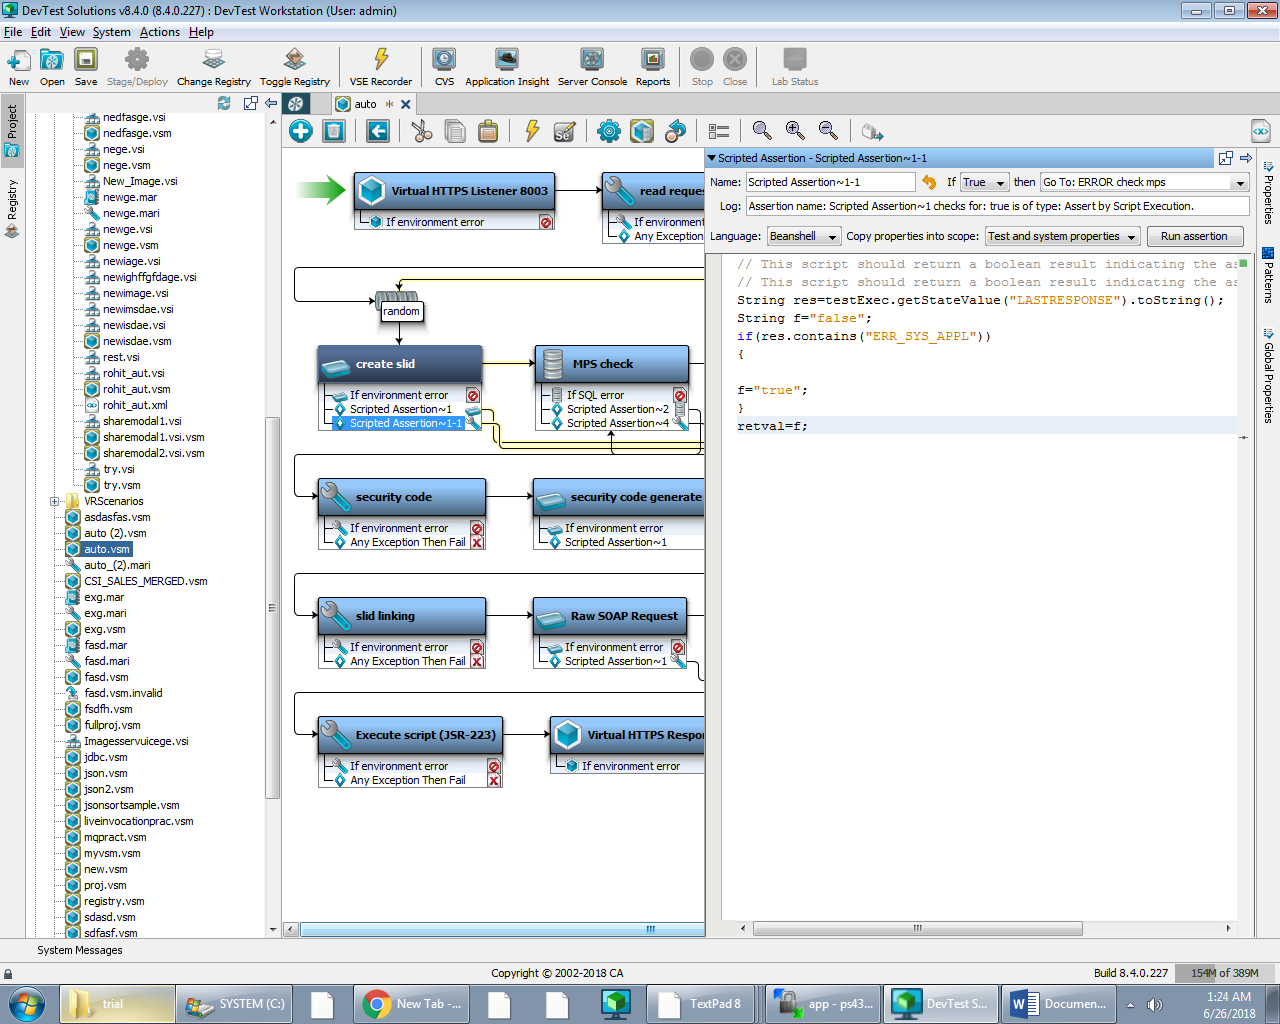 DevTest Solutions v8.4.0 (8.4.0.227) : DevTest Workstation (User: admin)
File Edit View System Actions Help
New Open Save Stage/Deploy Change Registry Toggle Registry VSE Recorder CVS Application Insight Server Console Reports Stop Close Lab Status
Project
Registry
nedfasge.vsi
nedfasge.vsm
nege.vsi
nege.vsm
New_Image.vsi
newge.mar
newge.mari
newge.vsi
newge.vsm
newiage.vsi
newighffgfdage.vsi
newimage.vsi
newimsdae.vsi
newisdae.vsi
newisdae.vsm
rest.vsi
rohit_aut.vsi
rohit_aut.vsm
rohit_aut.xml
sharemodal1.vsi
sharemodal1.vsi.vsm
sharemodal2.vsi.vsm
try.vsi
try.vsm
VRScenarios
asdasfas.vsm
auto (2).vsm
auto.vsm
auto_(2).mari
CSI_SALES_MERGED.vsm
exg.mar
exg.mari
exg.vsm
fasd.mar
fasd.mari
fasd.vsm
fasd.vsm.invalid
fsdfh.vsm
fullproj.vsm
Imagesservuicege.vsi
jdbc.vsm
json.vsm
json2.vsm
jsonsortsample.vsm
liveinvocationprac.vsm
mqpract.vsm
myvsm.vsm
new.vsm
proj.vsm
registry.vsm
sdasd.vsm
sdfasf.vsm
auto
Virtual HTTPS Listener 8003
If environment error
read reque
If environmen
Any Exception
random
create slid
If environment error
Scripted Assertion~1
Scripted Assertion~1-1
MPS check
If SQL error
Scripted Assertion~2
Scripted Assertion~4
security code
If environment error
Any Exception Then Fail
security code generate
If environment error
Scripted Assertion~1
slid linking
If environment error
Any Exception Then Fail
Raw SOAP Request
If environment error
Scripted Assertion~1
Execute script (JSR-223)
If environment error
Any Exception Then Fail
Virtual HTTPS Respor
If environment error
Scripted Assertion - Scripted Assertion~1-1
Name: Scripted Assertion~1-1 If True then Go To: ERROR check mps
Log: Assertion name: Scripted Assertion~1 checks for: true is of type: Assert by Script Execution.
Language: Beanshell Copy properties into scope: Test and system properties Run assertion
// This script should return a boolean result indicating the as
// This script should return a boolean result indicating the as
String res=testExec.getStateValue("LASTRESPONSE").toString();
String f="false";
if(res.contains("ERR_SYS_APPL"))
{
f="true";
}
retval=f;
Properties
Patterns
Global Properties
System Messages
Copyright © 2002-2018 CA
Build 8.4.0.227
154M of 389M
trial
SYSTEM (C:)
New Tab -...
TextPad 8
app - ps43...
DevTest S...
Documen...
1:24 AM
6/26/2018